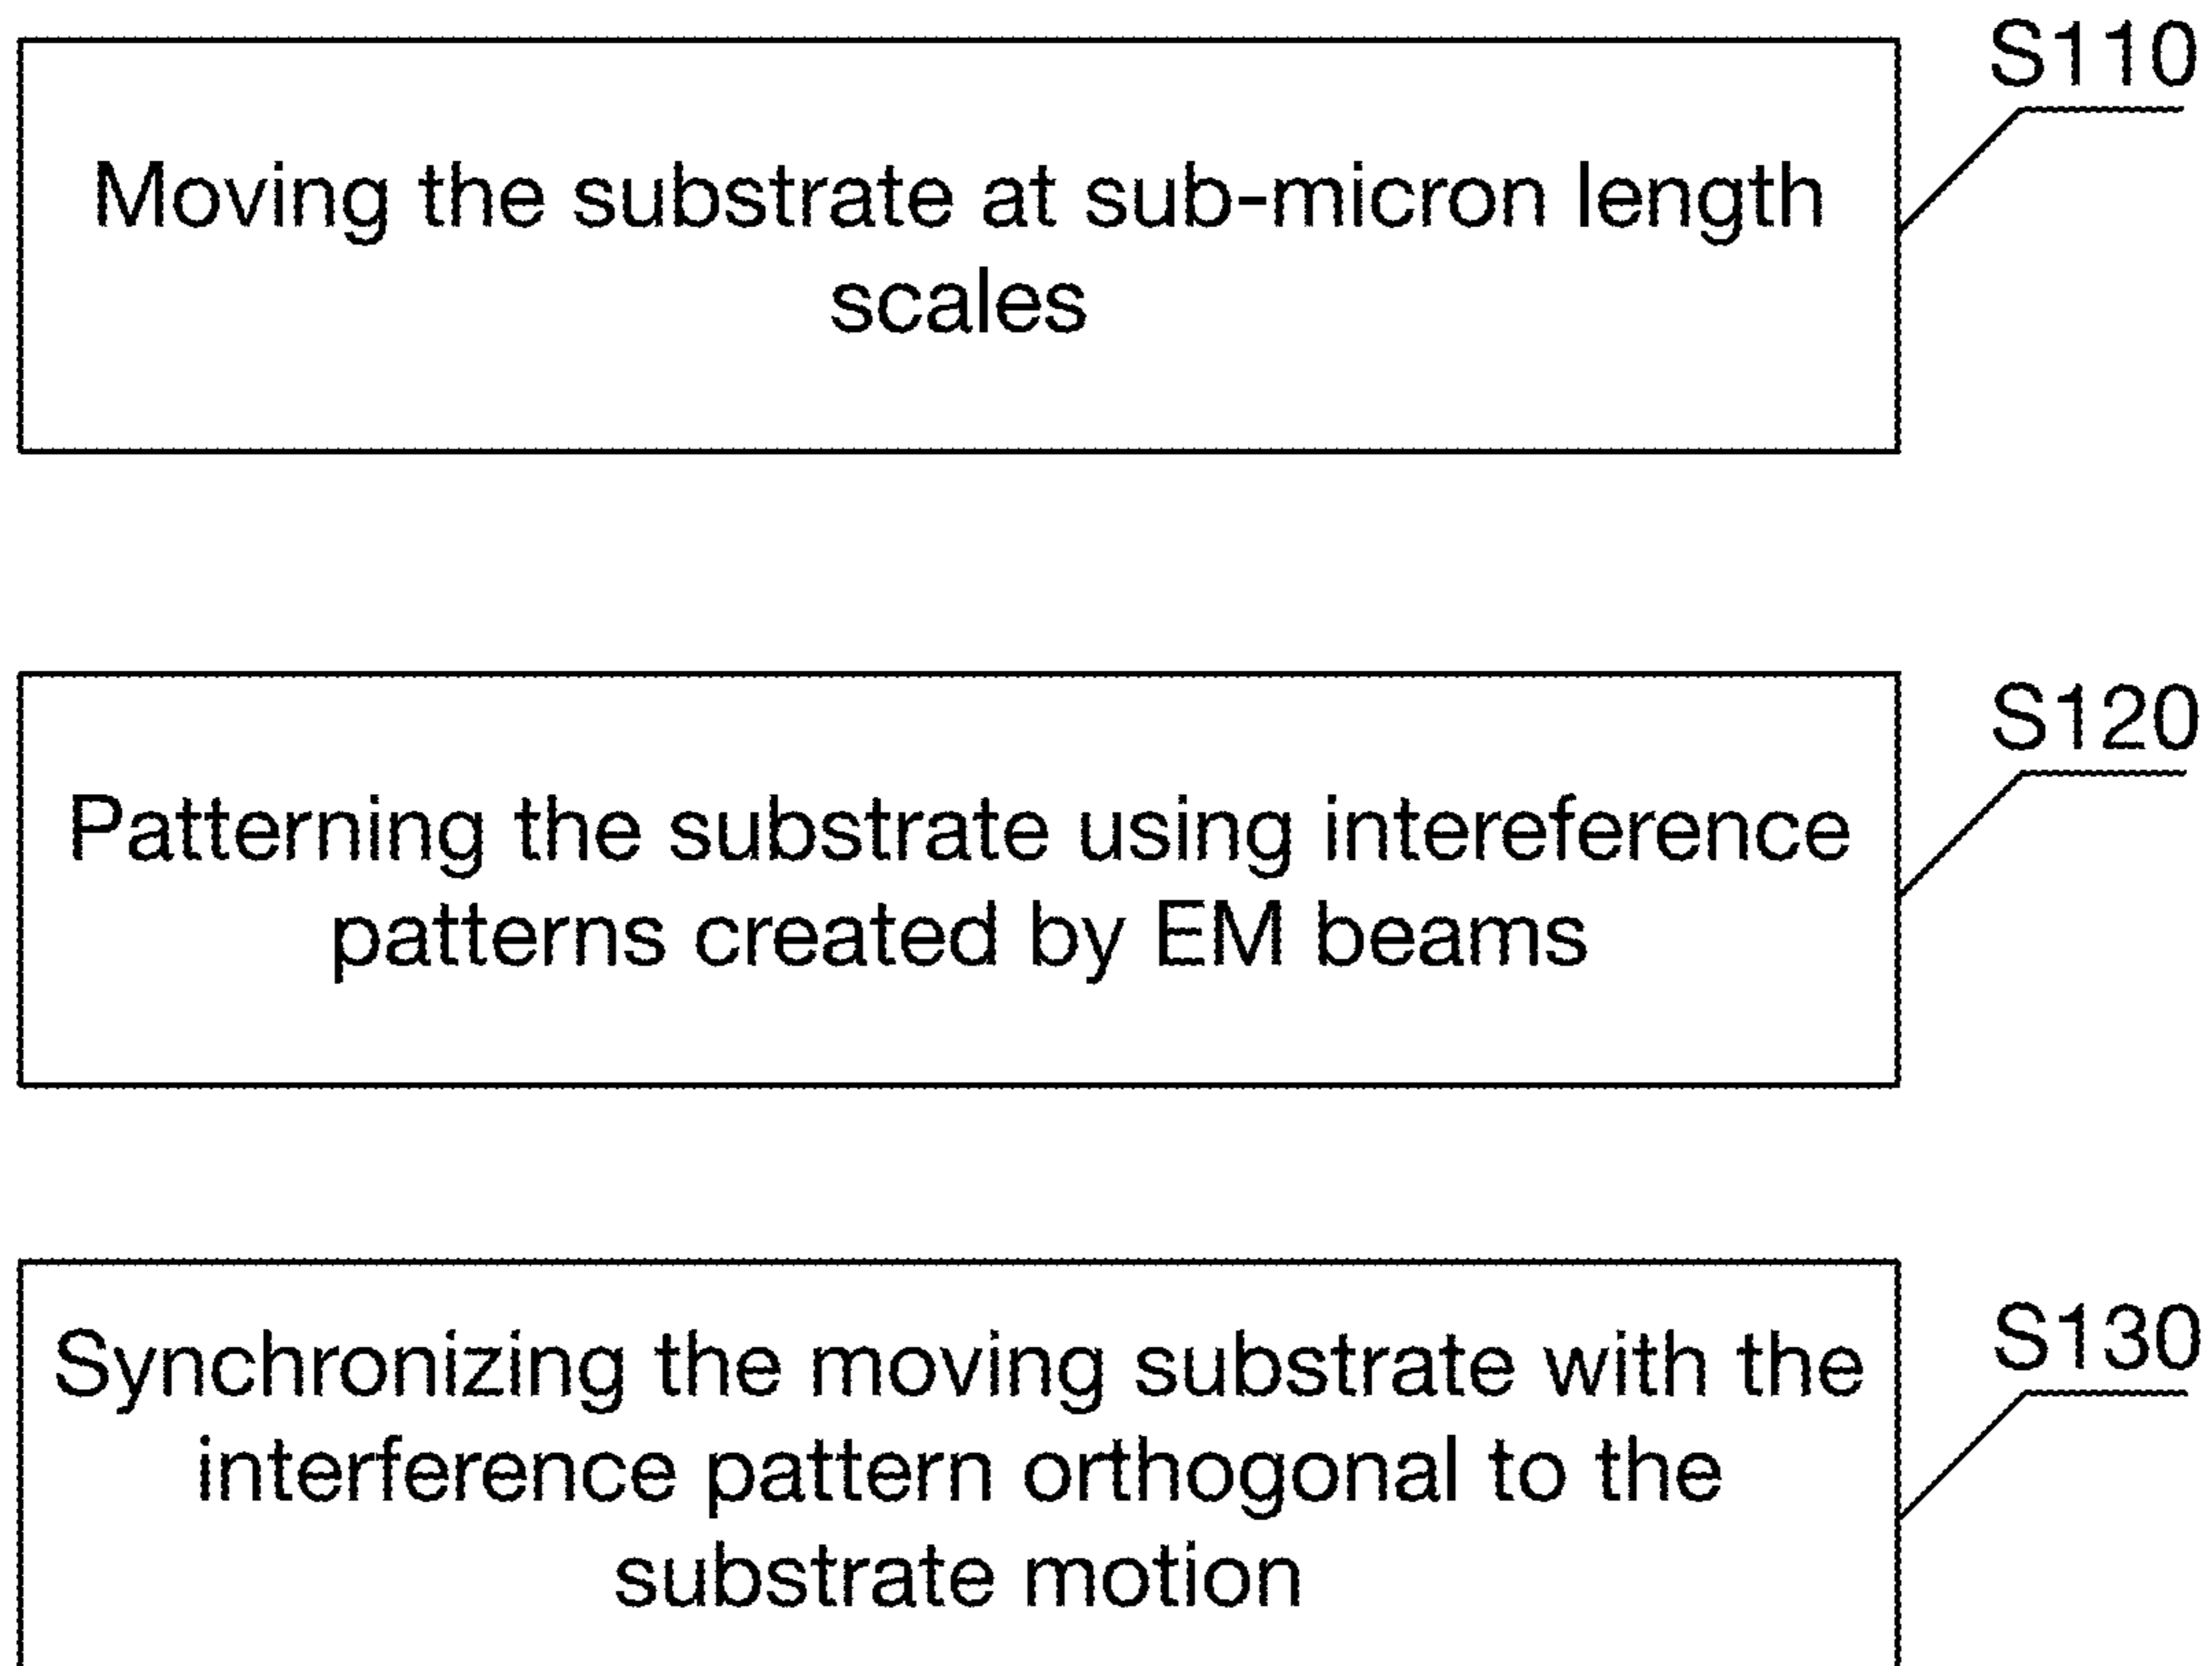 S110
Moving the substrate at sub-micron length
scales
S120
Patterning the substrate using intereference
patterns created by EM beams
S130
Synchronizing the moving substrate with the
interference pattern orthogonal to the
substrate motion